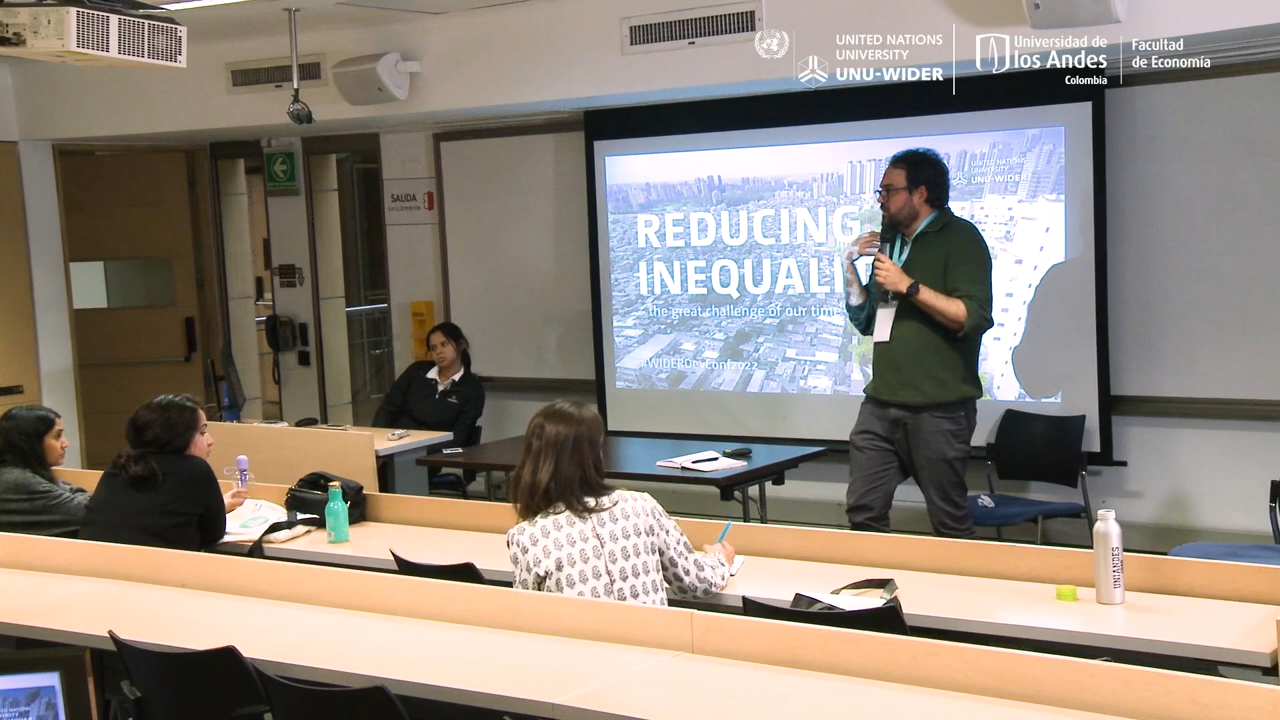 UNITED NATIONS
UNIVERSITY
UNU-WIDER
Universidad de
los Andes
Colombia
Facultad
de Economía
SALIDA
UNITED NATIONS
UNIVERSITY
UNU-WIDER
REDUCING
INEQUALI
the great challenge of our time
#WIDERDevConf2022
UNIANDES